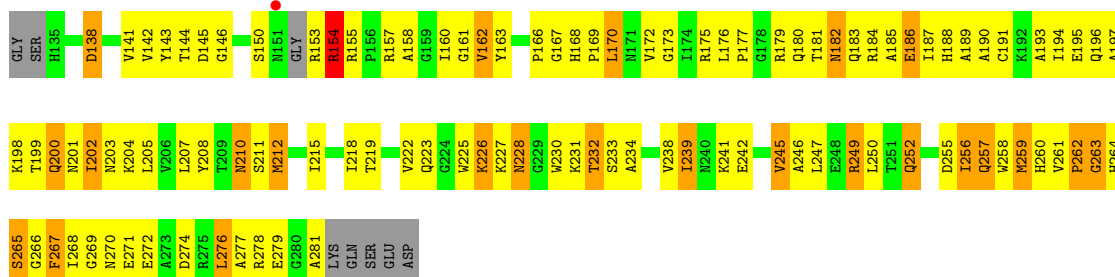 GLY SER H135 D138 V141 V142 Y143 T144 D145 G146 S150 N151 GLY R153 R154 R155 P156 R157 A158 G159 I160 G161 V162 Y163 P166 G167 H168 P169 L170 N171 V172 G173 I174 R175 L176 P177 G178 R179 Q180 T181 N182 Q183 R184 A185 E186 I187 H188 A189 A190 C191 K192 A193 I194 E195 Q196 A197
K198 T199 Q200 N201 I202 N203 K204 L205 V206 L207 Y208 T209 N210 S211 M212 I215 I218 T219 V222 Q223 G224 W225 K226 K227 N228 G229 W230 K231 T232 S233 A234 V238 I239 N240 K241 E242 V245 A246 L247 E248 R249 L250 T251 Q252 D255 I256 Q257 W258 M259 H260 V261 P262 G263 H264
S265 G266 F267 I268 G269 N270 E271 E272 A273 D274 R275 L276 A277 R278 E279 G280 A281 LYS GLN SER GLU ASP